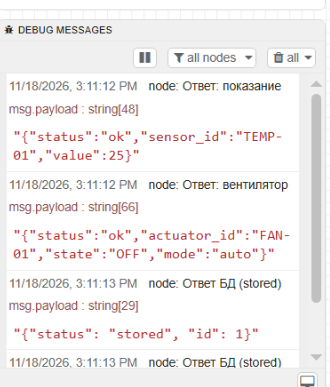 DEBUG MESSAGES
all nodes all
11/18/2026, 3:11:12 PM node: Ответ: показание
msg.payload : string[48]
"{"status":"ok","sensor_id":"TEMP-
01","value":25}"
11/18/2026, 3:11:12 PM node: Ответ: вентилятор
msg.payload : string[66]
"{"status":"ok","actuator_id":"FAN-
01","state":"OFF","mode":"auto"}"
11/18/2026, 3:11:13 PM node: Ответ БД (stored)
msg.payload : string[29]
"{"status": "stored", "id": 1}"
11/18/2026, 3:11:13 PM node: Ответ БД (stored)